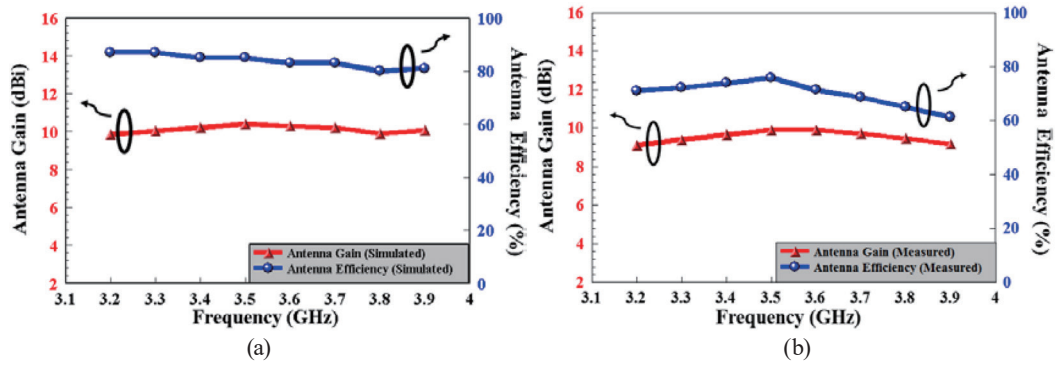 16
14
12
10
8
6
4
2
Antenna Gain (dBi)
100
80
60
40
20
0
Antenna Efficiency (%)
Antenna Gain (Simulated)
Antenna Efficiency (Simulated)
3.1 3.2 3.3 3.4 3.5 3.6 3.7 3.8 3.9 4
Frequency (GHz)
(a)
16
14
12
10
8
6
4
2
Antenna Gain (dBi)
100
80
60
40
20
0
Antenna Efficiency (%)
Antenna Gain (Measured)
Antenna Efficiency (Measured)
3.1 3.2 3.3 3.4 3.5 3.6 3.7 3.8 3.9 4
Frequency (GHz)
(b)